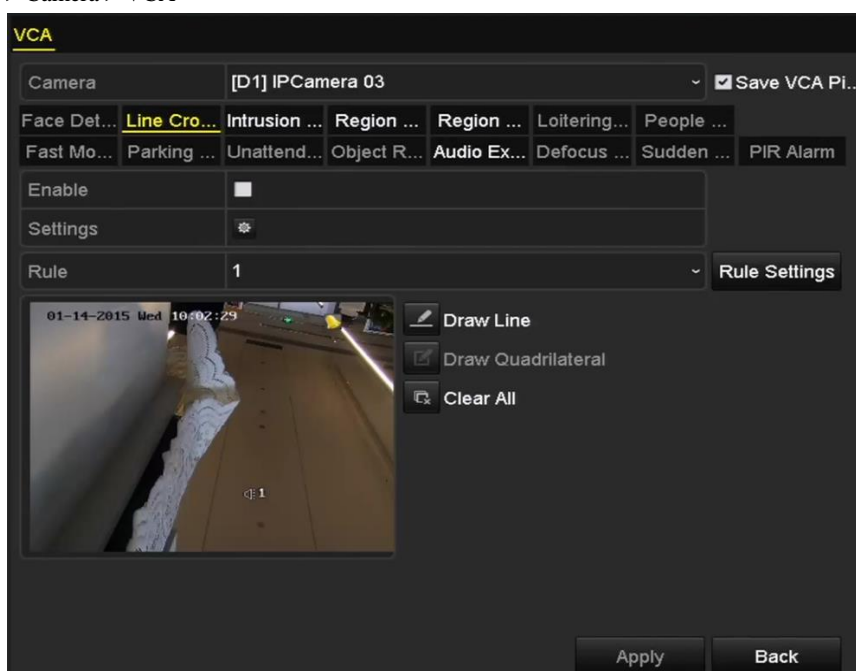 VCA
Camera [D1] IPCamera 03 Save VCA Pi..
Face Det... Line Cro... Intrusion ... Region ... Region ... Loitering... People ...
Fast Mo... Parking ... Unattend... Object R... Audio Ex... Defocus ... Sudden ... PIR Alarm
Enable
Settings
Rule 1 Rule Settings
01-14-2015 Wed 10:02:29
Draw Line
Draw Quadrilateral
Clear All
1
Apply Back